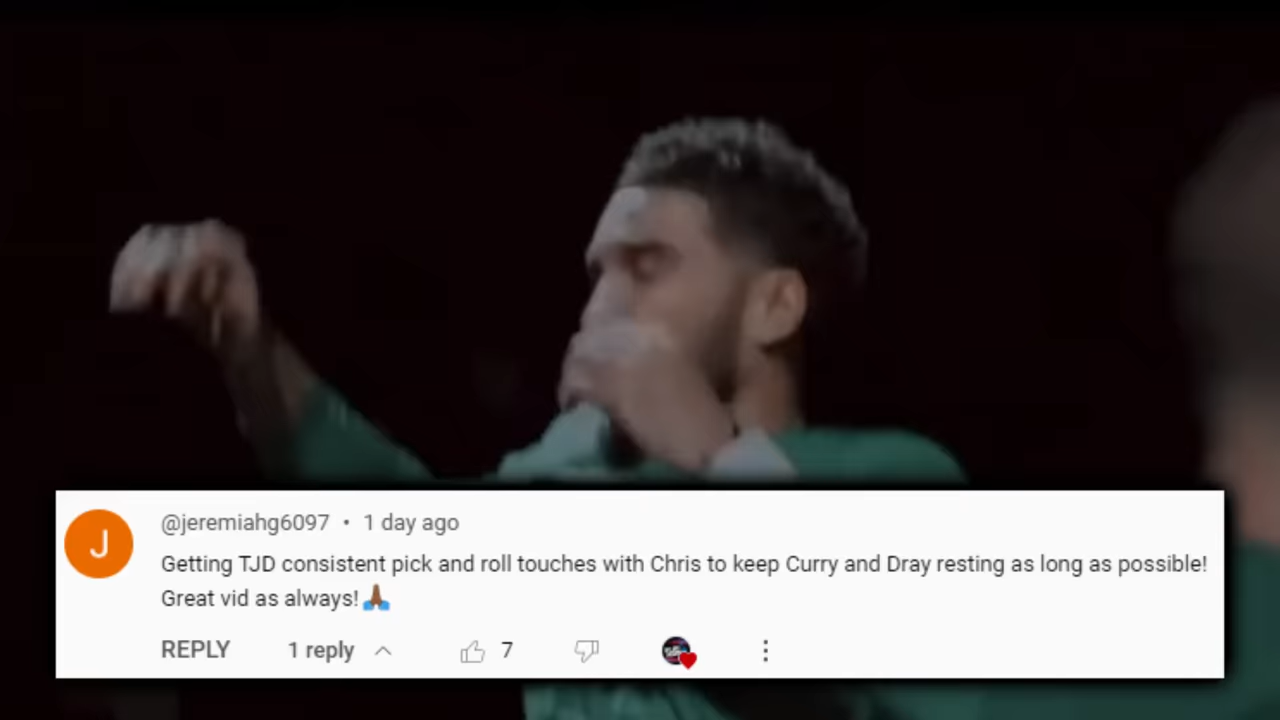 J
@jeremiahg6097 • 1 day ago
Getting TJD consistent pick and roll touches with Chris to keep Curry and Dray resting as long as possible!
Great vid as always!🙏🏾
REPLY 1 reply 7